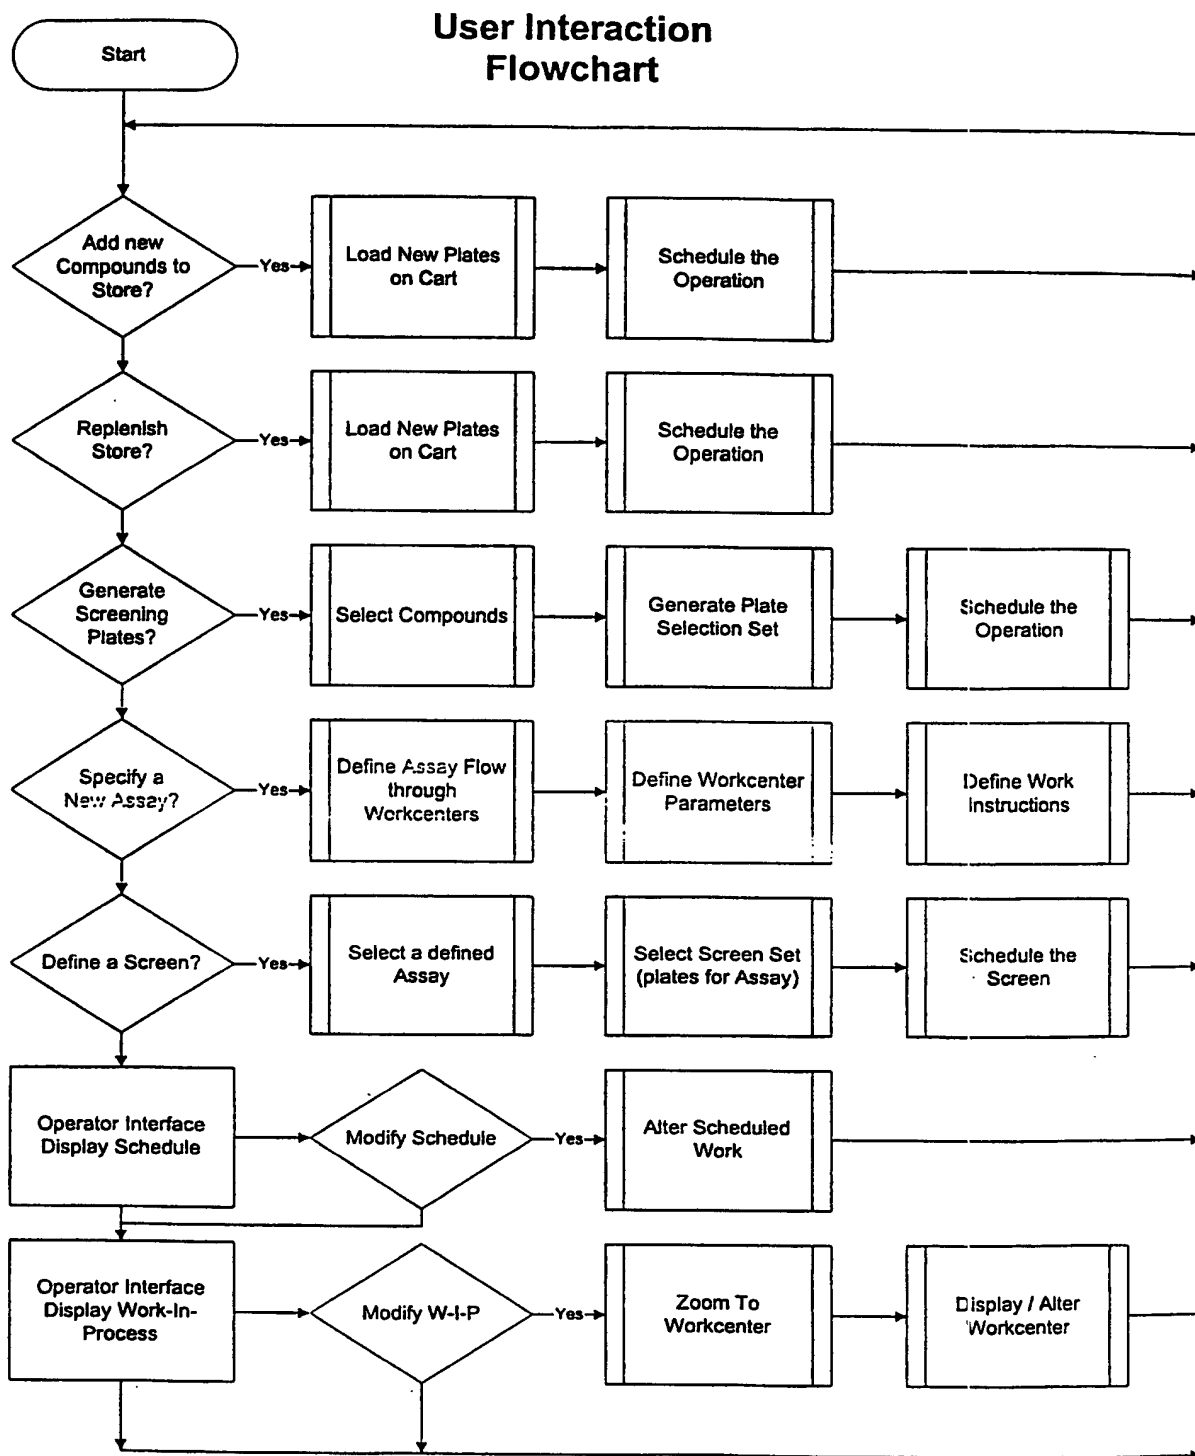 User Interaction
Flowchart
Start
Add new
Compounds to
Store?
Yes
Load New Plates
on Cart
Schedule the
Operation
Replenish
Store?
Yes
Load New Plates
on Cart
Schedule the
Operation
Generate
Screening
Plates?
Yes
Select Compounds
Generate Plate
Selection Set
Schedule the
Operation
Specify a
New Assay?
Yes
Define Assay Flow
through
Workcenters
Define Workcenter
Parameters
Define Work
Instructions
Define a Screen?
Yes
Select a defined
Assay
Select Screen Set
(plates for Assay)
Schedule the
Screen
Operator Interface
Display Schedule
Modify Schedule
Yes
Alter Scheduled
Work
Operator Interface
Display Work-In-
Process
Modify W-I-P
Yes
Zoom To
Workcenter
Display / Alter
Workcenter